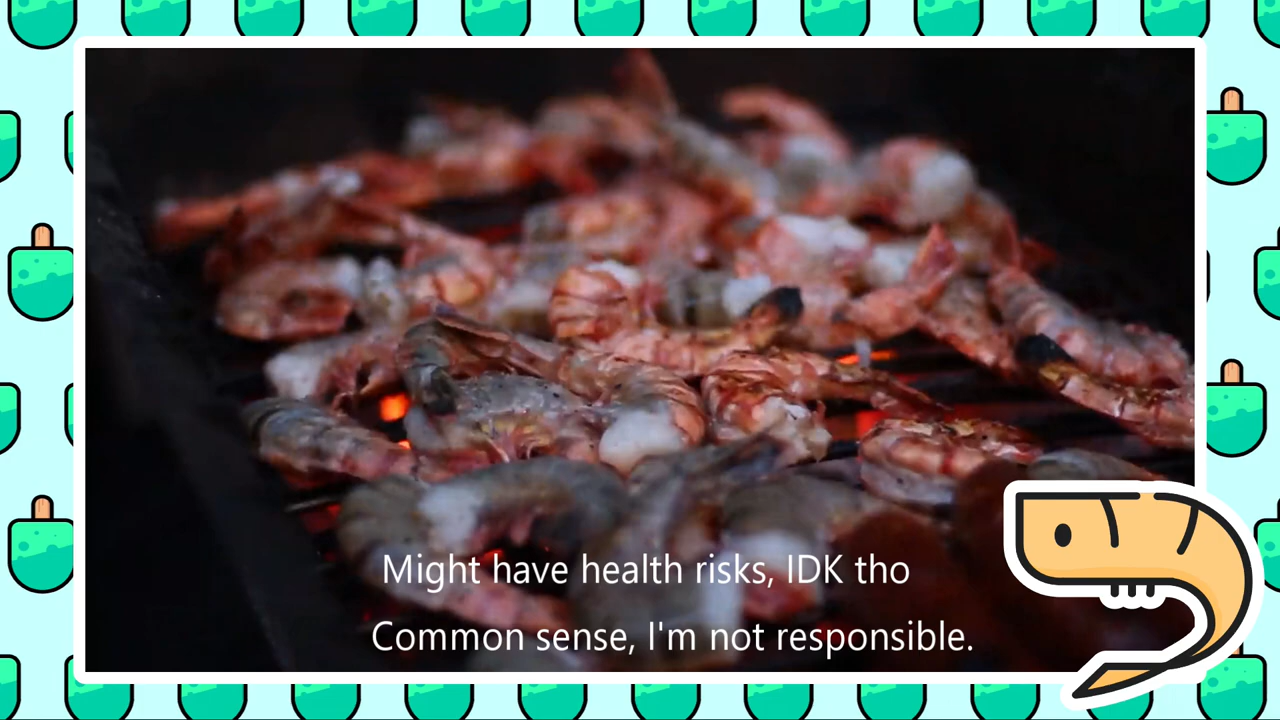 Might have health risks, IDK tho
Common sense, I'm not responsible.